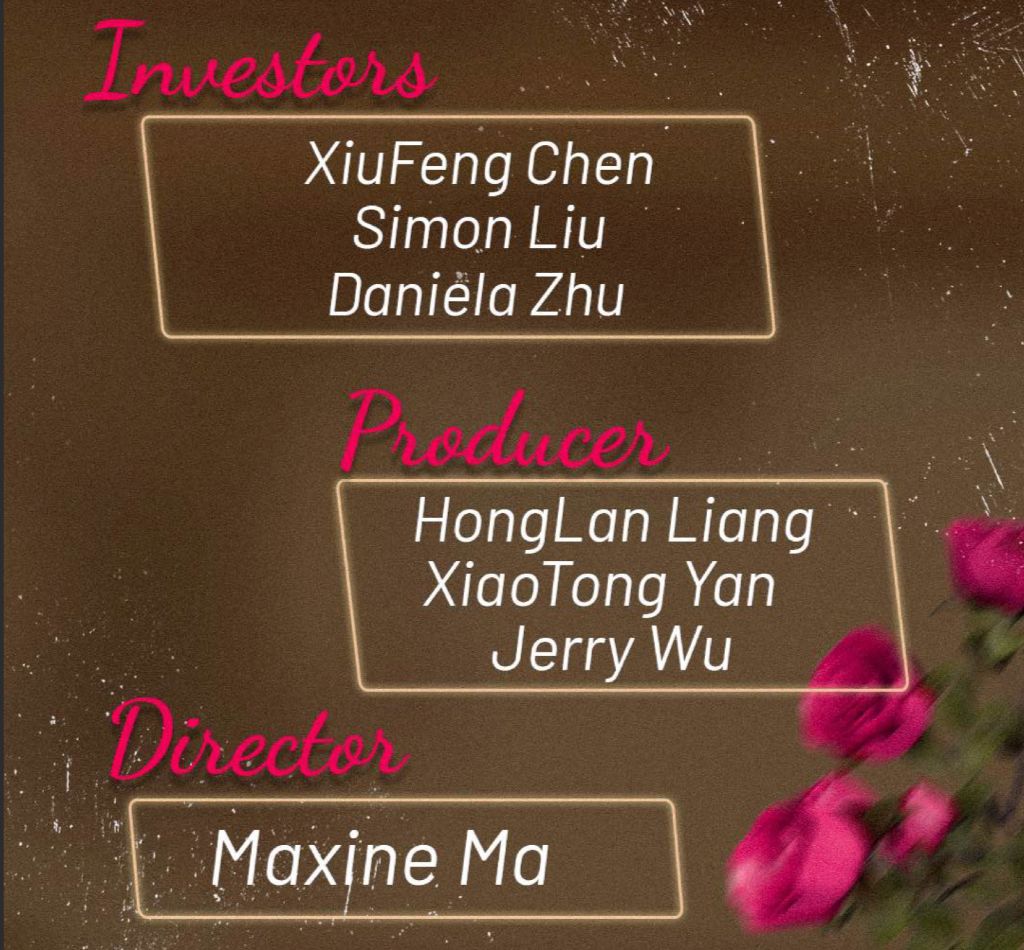 Investors
XiuFeng Chen
Simon Liu
Daniela Zhu
Producer
HongLan Liang
XiaoTong Yan
Jerry Wu
Director
Maxine Ma